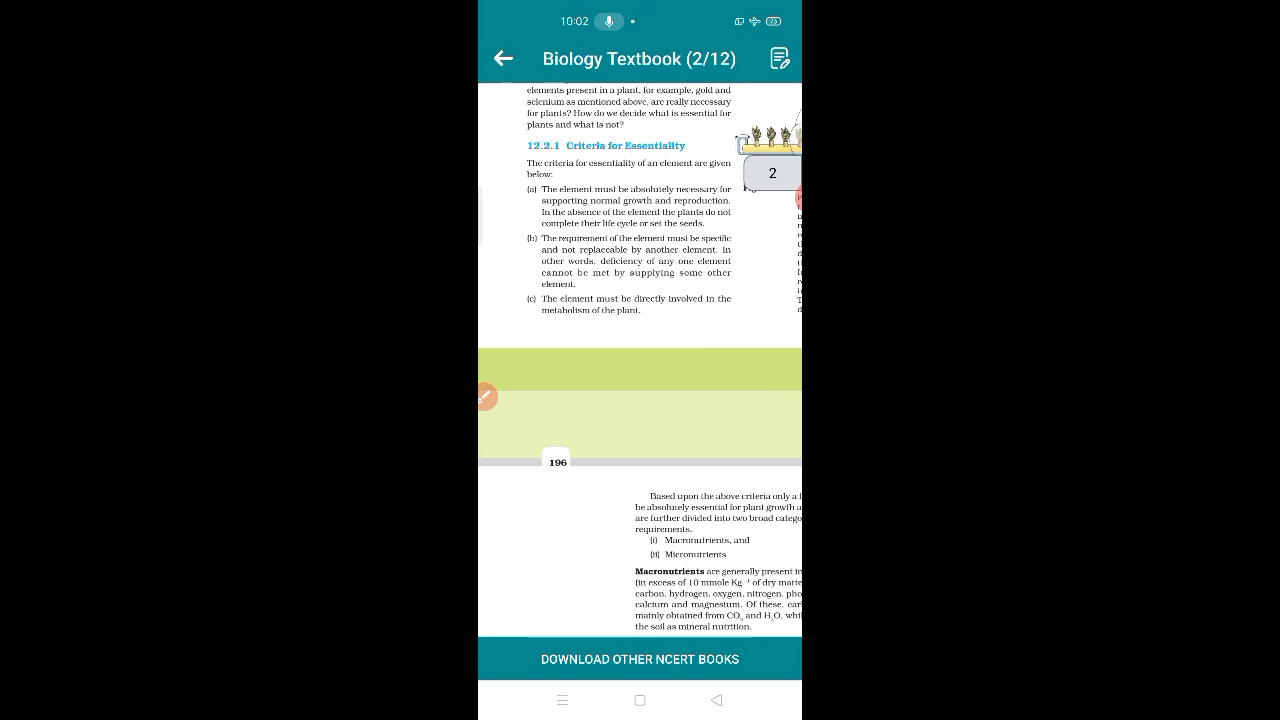 10:02
75
Biology Textbook (2/12)
elements present in a plant, for example, gold and
selenium as mentioned above, are really necessary
for plants? How do we decide what is essential for
plants and what is not?
12.2.1 Criteria for Essentiality
The criteria for essentiality of an element are given
below:
(a) The element must be absolutely necessary for
supporting normal growth and reproduction.
In the absence of the element the plants do not
complete their life cycle or set the seeds.
(b) The requirement of the element must be specific
and not replaceable by another element. In
other words, deficiency of any one element
cannot be met by supplying some other
element.
(c) The element must be directly involved in the
metabolism of the plant.
2
196
Based upon the above criteria only a
be absolutely essential for plant growth a
are further divided into two broad catego
requirements.
(i) Macronutrients, and
(ii) Micronutrients
Macronutrients are generally present in
(in excess of 10 mmole Kg⁻¹ of dry matte
carbon, hydrogen, oxygen, nitrogen, pho
calcium and magnesium. Of these, car
mainly obtained from CO₂ and H₂O, whil
the soil as mineral nutrition.
DOWNLOAD OTHER NCERT BOOKS